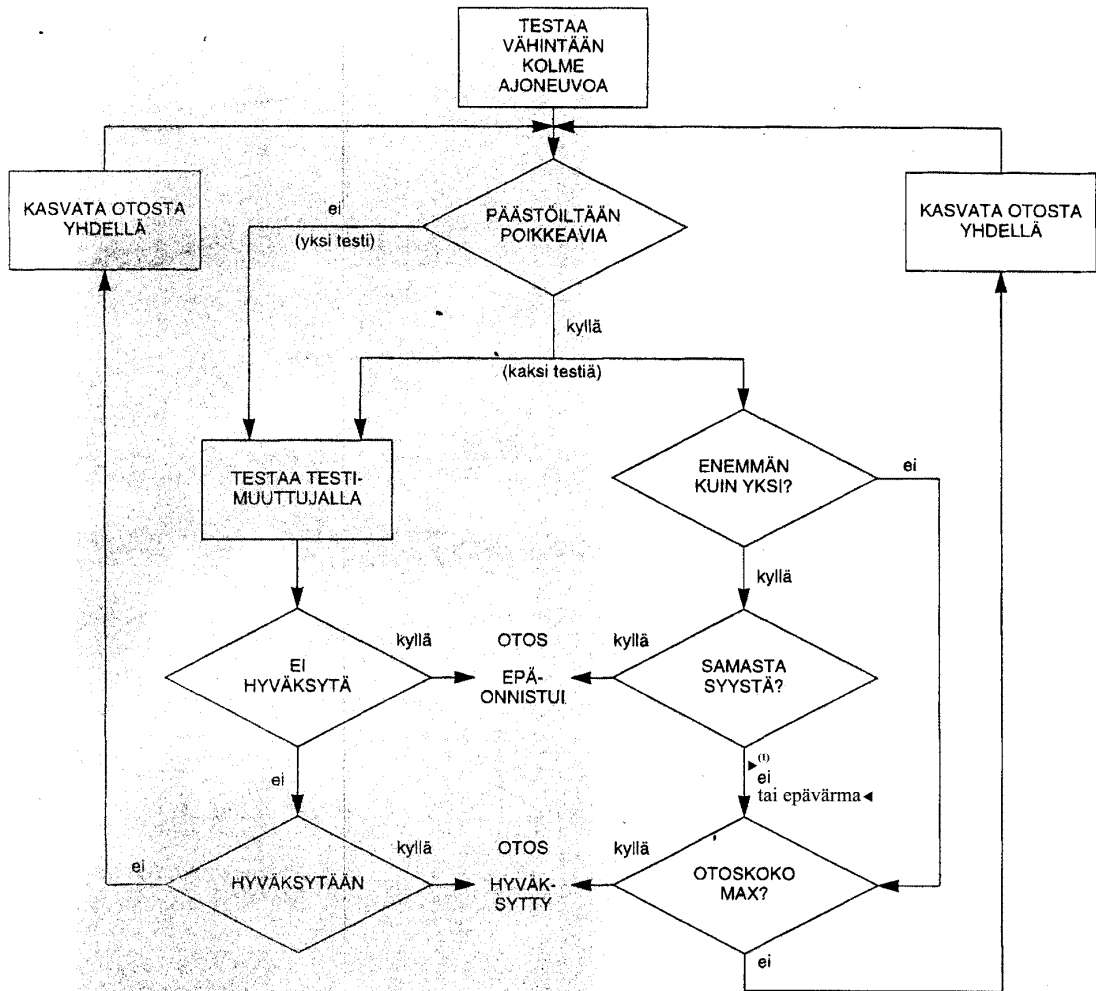 TESTAA
VÄHINTÄÄN
KOLME
AJONEUVOA
KASVATA OTOSTA
YHDELLÄ
ei
(yksi testi)
PÄÄSTÖILTÄÄN
POIKKEAVIA
KASVATA OTOSTA
YHDELLÄ
kyllä
(kaksi testiä)
TESTAA TESTI-
MUUTTUJALLA
ENEMMÄN
KUIN YKSI?
ei
kyllä
EI
HYVÄKSYTÄ
kyllä
OTOS
EPÄ-
ONNISTUI
kyllä
SAMASTA
SYYSTÄ?
ei
►(1)
ei
tai epävärma◄
ei
HYVÄKSYTÄÄN
kyllä
OTOS
HYVÄK-
SYTTY
kyllä
OTOSKOKO
MAX?
ei